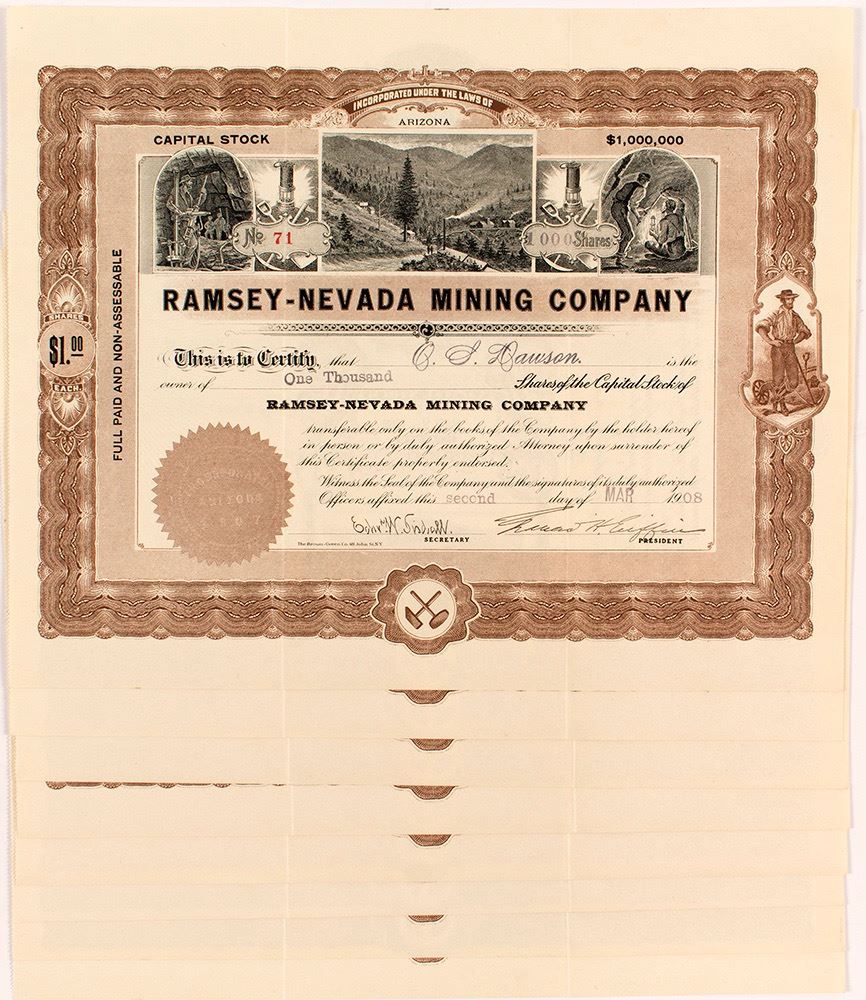 INCORPORATED UNDER THE LAWS OF
ARIZONA
CAPITAL STOCK
$1,000,000
No 71
1000 Shares
RAMSEY-NEVADA MINING COMPANY
SHARES
$1.00
EACH
FULL PAID AND NON-ASSESSABLE
This is to Certify that O. S. Dawson. is the
owner of One Thousand Shares of the Capital Stock of
RAMSEY-NEVADA MINING COMPANY
transferable only on the books of the Company by the holder hereof
in person or by duly authorized Attorney upon surrender of
this Certificate properly endorsed.
Witness the Seal of the Company and the signatures of its duly authorized
Officers affixed this second day of MAR 1908
SECRETARY
PRESIDENT